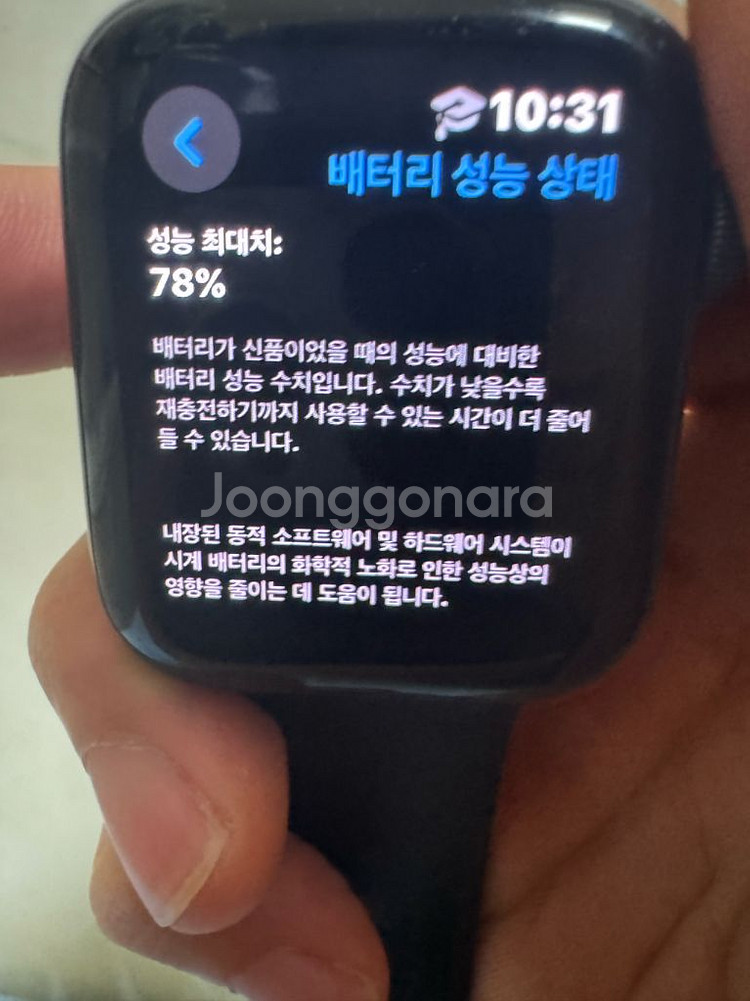 10:31
배터리 성능 상태
성능 최대치:
78%
배터리가 신품이었을 때의 성능에 대비한
배터리 성능 수치입니다. 수치가 낮을수록
재충전하기까지 사용할 수 있는 시간이 더 줄어
들 수 있습니다.
Joonggonara
내장된 동적 소프트웨어 및 하드웨어 시스템이
시계 배터리의 화학적 노화로 인한 성능상의
영향을 줄이는 데 도움이 됩니다.
Joonggonara